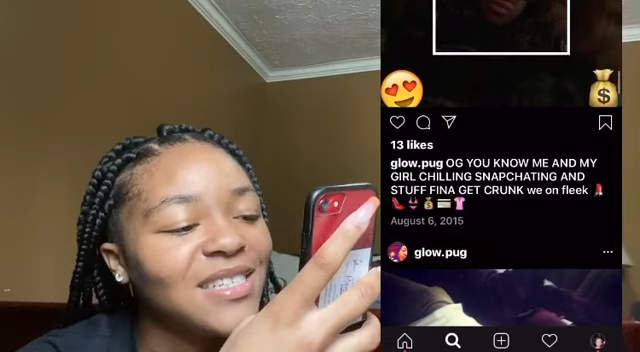 13 likes
glow.pug OG YOU KNOW ME AND MY
GIRL CHILLING SNAPCHATING AND
STUFF FINA GET CRUNK we on fleek
August 6, 2015
glow.pug